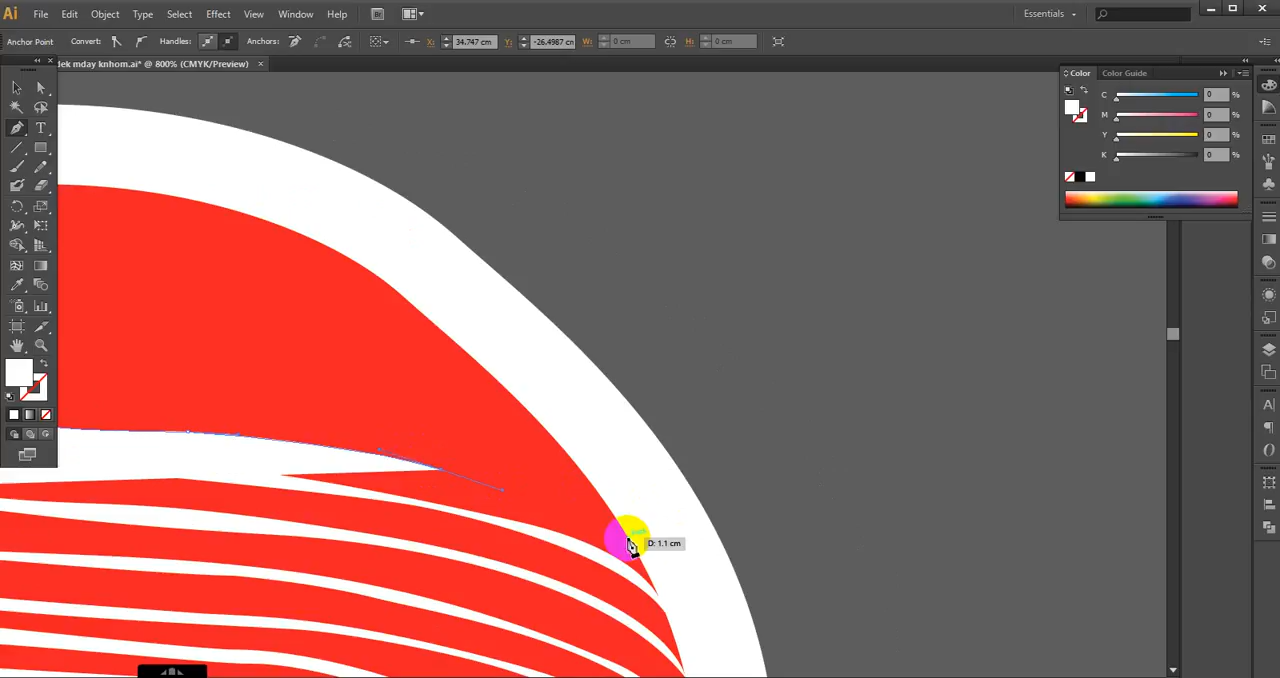 Ai File Edit Object Type Select Effect View Window Help Br Essentials
Anchor Point Convert: Handles: Anchors: X: 34.747 cm Y: -26.4987 cm W: 0 cm H: 0 cm
dek mday knhom.ai* @ 800% (CMYK/Preview)
Color Color Guide
C 0 %
M 0 %
Y 0 %
K 0 %
T
D: 1.1 cm
A